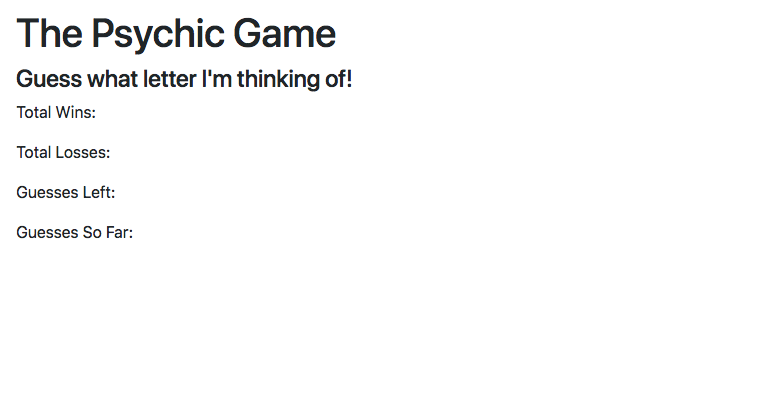 The Psychic Game
Guess what letter I'm thinking of!
Total Wins:
Total Losses:
Guesses Left:
Guesses So Far: